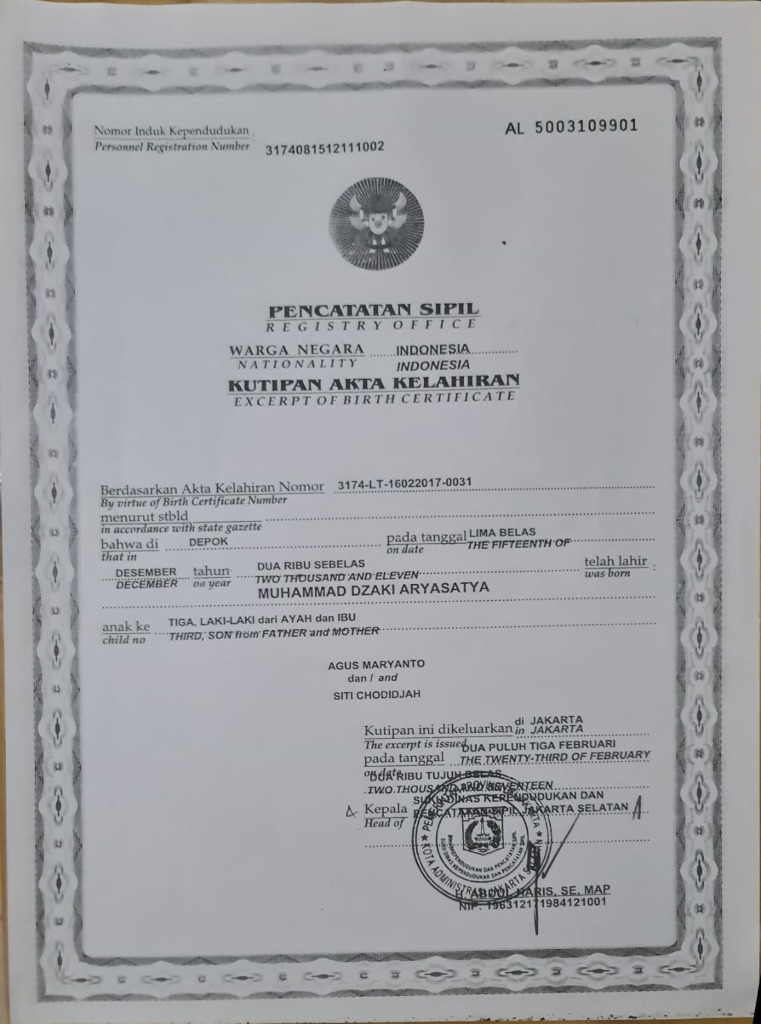 Nomor Induk Kependudukan :
Personnel Registration Number 3174081512111002
AL 5003109901
PENCATATAN SIPIL
REGISTRY OFFICE
WARGA NEGARA INDONESIA
NATIONALITY INDONESIA
KUTIPAN AKTA KELAHIRAN
EXCERPT OF BIRTH CERTIFICATE
Berdasarkan Akta Kelahiran Nomor 3174-LT-16022017-0031
By virtue of Birth Certificate Number
menurut stbld
in accordance with state gazette
bahwa di DEPOK pada tanggal LIMA BELAS
that in on date THE FIFTEENTH OF
DESEMBER tahun DUA RIBU SEBELAS telah lahir :
DECEMBER on year TWO THOUSAND AND ELEVEN was born
MUHAMMAD DZAKI ARYASATYA
anak ke TIGA, LAKI-LAKI dari AYAH dan IBU
child no THIRD, SON from FATHER and MOTHER
AGUS MARYANTO
dan / and
SITI CHODIDJAH
Kutipan ini dikeluarkan di JAKARTA
The excerpt is issued in JAKARTA
pada tanggal DUA PULUH TIGA FEBRUARI
on date THE TWENTY-THIRD OF FEBRUARY
DUA RIBU TUJUH BELAS
TWO THOUSAND AND SEVENTEEN
Kepala SUKU DINAS KEPENDUDUKAN DAN
Head of PENCATATAN SIPIL JAKARTA SELATAN
KOTA ADMINISTRASI JAKARTA SELATAN
H. ABDUL HARIS, SE, MAP
NIP. 196312171984121001